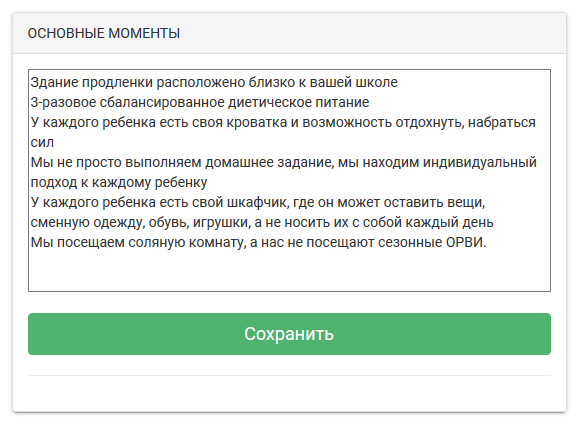 ОСНОВНЫЕ МОМЕНТЫ
Здание продленки расположено близко к вашей школе
3-разовое сбалансированное диетическое питание
У каждого ребенка есть своя кроватка и возможность отдохнуть, набраться
сил
Мы не просто выполняем домашнее задание, мы находим индивидуальный
подход к каждому ребенку
У каждого ребенка есть свой шкафчик, где он может оставить вещи,
сменную одежду, обувь, игрушки, а не носить их с собой каждый день
Мы посещаем соляную комнату, а нас не посещают сезонные ОРВИ.
Сохранить